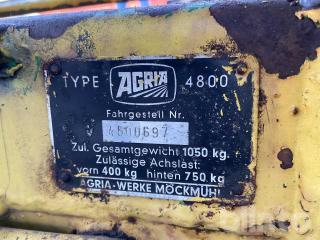 TYPE AGRIA 4800
Fahrgestell Nr.
4500697
Zul. Gesamtgewicht 1050 kg.
Zulässige Achslast:
vorn 400 kg hinten 750 kg
AGRIA-WERKE MÖCKMÜHL